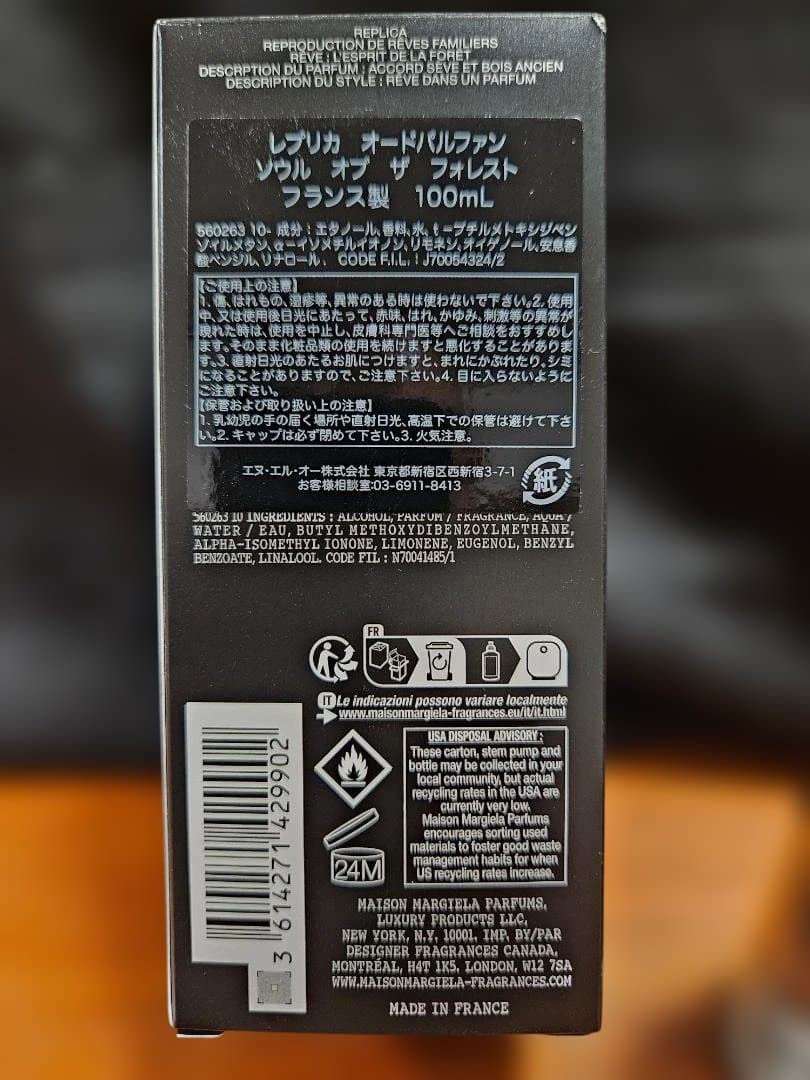 REPLICA
REPRODUCTION DE RÊVES FAMILIERS
RÊVE : L'ESPRIT DE LA FORÊT
DESCRPTION DU PARFUM : ACCORD SÈVE ET BOIS ANCIEN
DESCRIPTION DU STYLE : RÊVE DANS UN PARFUM
レプリカ オードパルファン
ソウル オブ ザ フォレスト
フランス製 100mL
560263 10- 成分：エタノール、香料、水、t－ブチルメトキシジベン
ゾイルメタン、α－イソメチルイオノン、リモネン、オイゲノール、安息香
酸ベンジル、リナロール、 CODE F.I.L. : J70054324/2
【ご使用上の注意】
1. 傷、はれもの、湿疹等、異常のある時は使わないで下さい。2. 使用
中、又は使用後日光にあたって、赤味、はれ、かゆみ、刺激等の異常が
現れた時は、使用を中止し、皮膚科専門医等へご相談をおすすめしま
す。そのまま化粧品類の使用を続けますと悪化することがありま
す。3. 直射日光のあたるお肌につけますと、まれにかぶれたり、シミ
になることがありますので、ご注意下さい。4. 目に入らないように
ご注意下さい。
【保管および取り扱い上の注意】
1. 乳幼児の手の届く場所や直射日光、高温下での保管は避けて下さ
い。2. キャップは必ず閉めて下さい。3. 火気注意。
エヌ・エル・オー株式会社 東京都新宿区西新宿3-7-1
お客様相談室:03-6911-8413
紙
560263 10 INGREDIENTS : ALCOHOL, PARFUM / FRAGRANCE, AQUA /
WATER / EAU, BUTYL METHOXYDIBENZOYLMETHANE,
ALPHA-ISOMETHYL IONONE, LIMONENE, EUGENOL, BENZYL
BENZOATE, LINALOOL. CODE FIL : N70041485/1
FR
IT Le indicazioni possono variare localmente
www.maisonmargiela-fragrances.eu/it/it.html
USA DISPOSAL ADVISORY :
These carton, stem pump and
bottle may be collected in your
local community, but actual
recycling rates in the USA are
currently very low.
Maison Margiela Parfums
encourages sorting used
materials to foster good waste
management habits for when
US recycling rates increase.
24M
3 614271 429902
MAISON MARGIELA PARFUMS,
LUXURY PRODUCTS LLC,
NEW YORK, N.Y. 10001. IMP. BY/PAR
DESIGNER FRAGRANCES CANADA,
MONTRÉAL, H4T 1K5, LONDON, W12 7SA
WWW.MAISONMARGIELA-FRAGRANCES.COM
MADE IN FRANCE